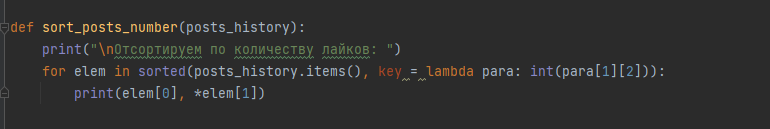 def sort_posts_number(posts_history):
print("\nОтсортируем по количеству лайков: ")
for elem in sorted(posts_history.items(), key = lambda para: int(para[1][2])):
print(elem[0], *elem[1])